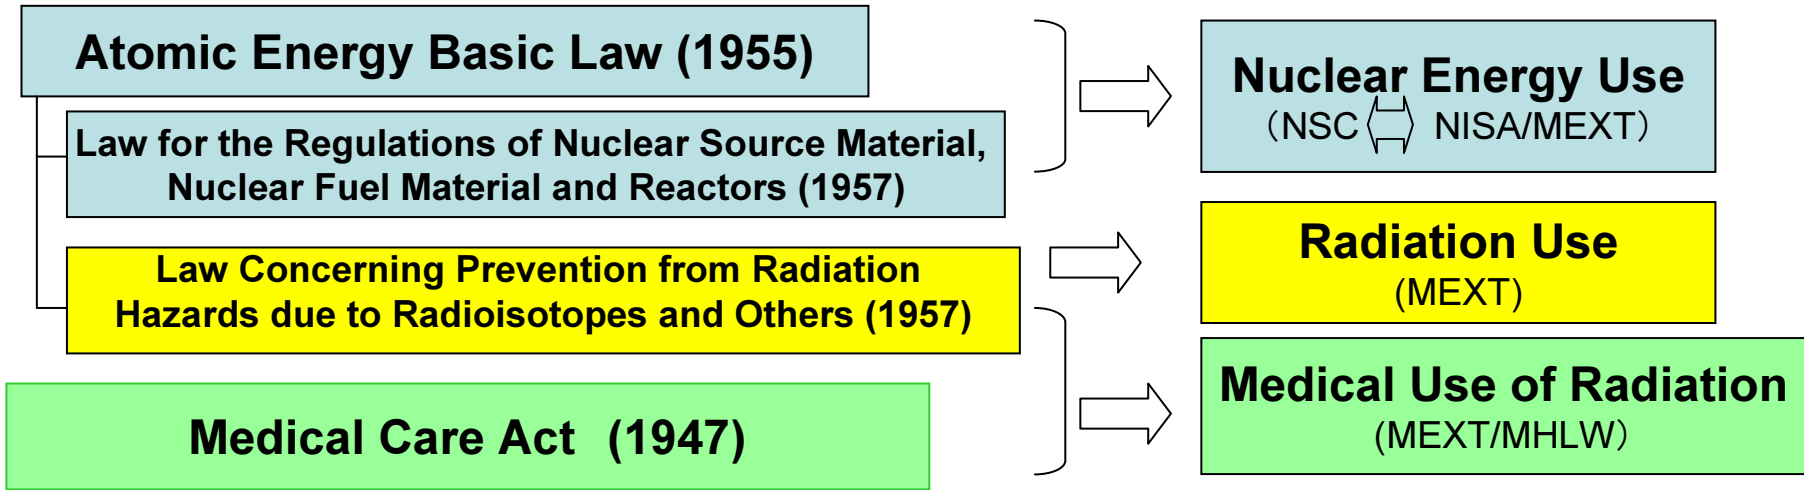 Atomic Energy Basic Law (1955)
Law for the Regulations of Nuclear Source Material,
Nuclear Fuel Material and Reactors (1957)
Law Concerning Prevention from Radiation
Hazards due to Radioisotopes and Others (1957)
Medical Care Act (1947)
Nuclear Energy Use
（NSC NISA/MEXT）
Radiation Use
(MEXT)
Medical Use of Radiation
(MEXT/MHLW）